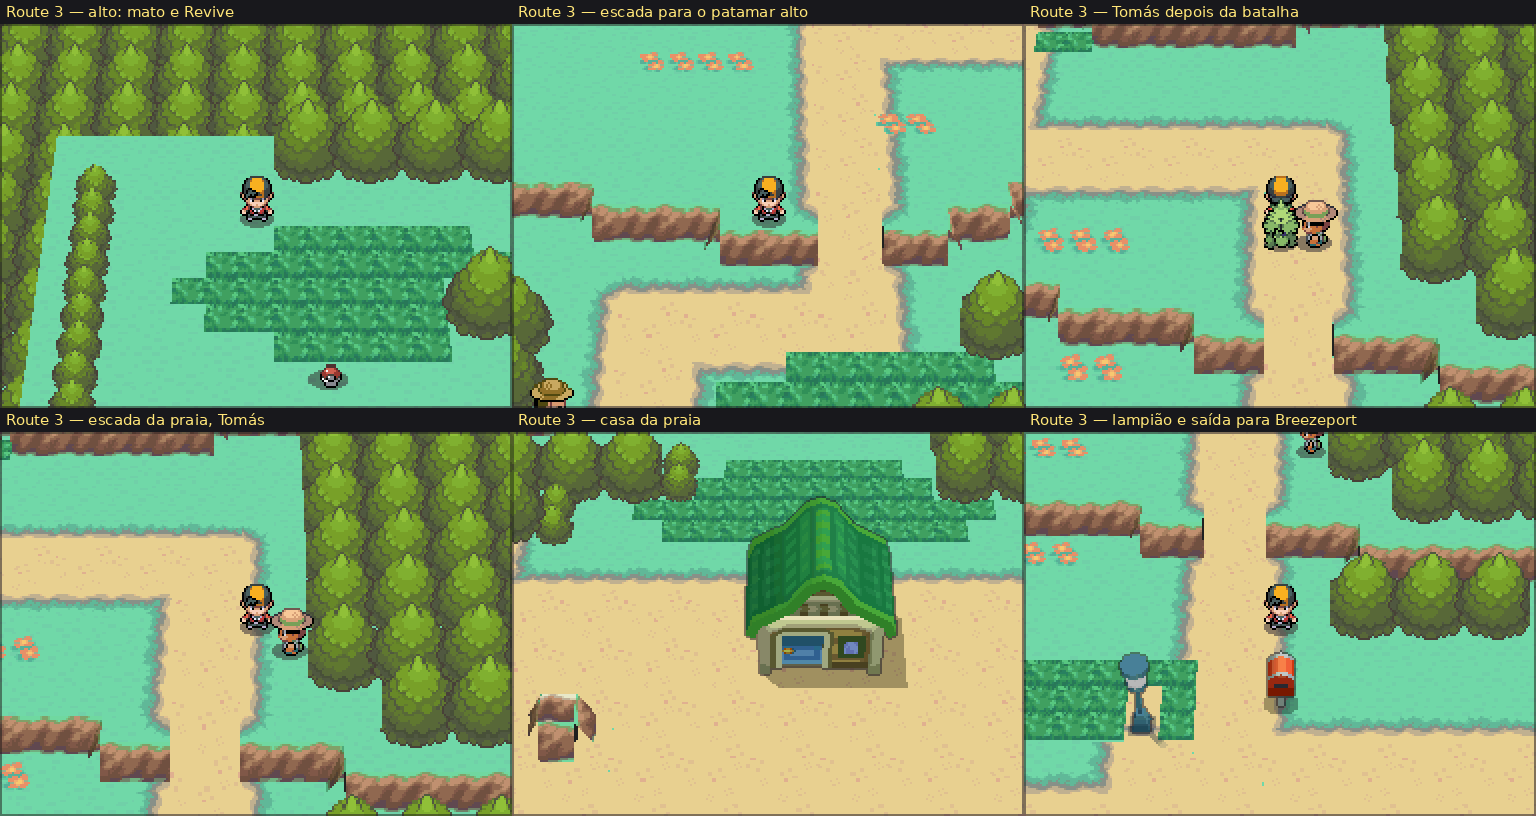 Route 3 — alto: mato e Revive
Route 3 — escada para o patamar alto
Route 3 — Tomás depois da batalha
Route 3 — escada da praia, Tomás
Route 3 — casa da praia
Route 3 — lampião e saída para Breezeport